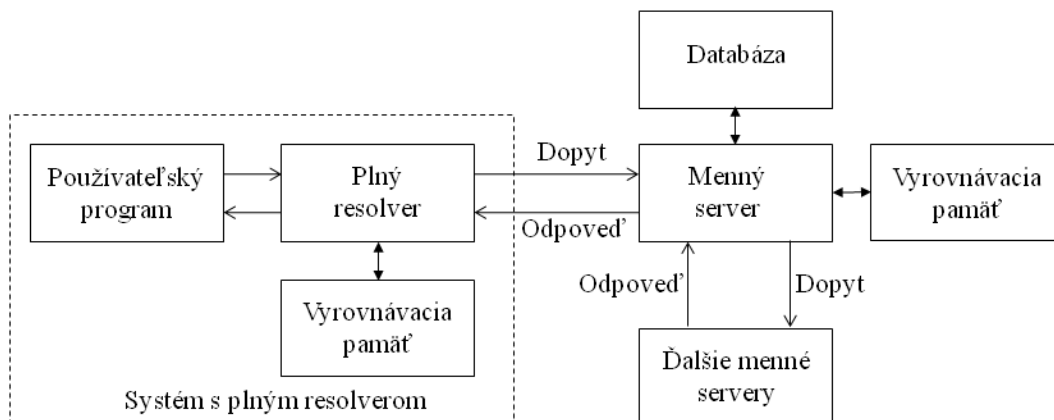 Databáza
Používateľský
program
Plný
resolver
Dopyt
Odpoveď
Menný
server
Vyrovnávacia
pamäť
Vyrovnávacia
pamäť
Odpoveď
Dopyt
Ďalšie menné
servery
Systém s plným resolverom